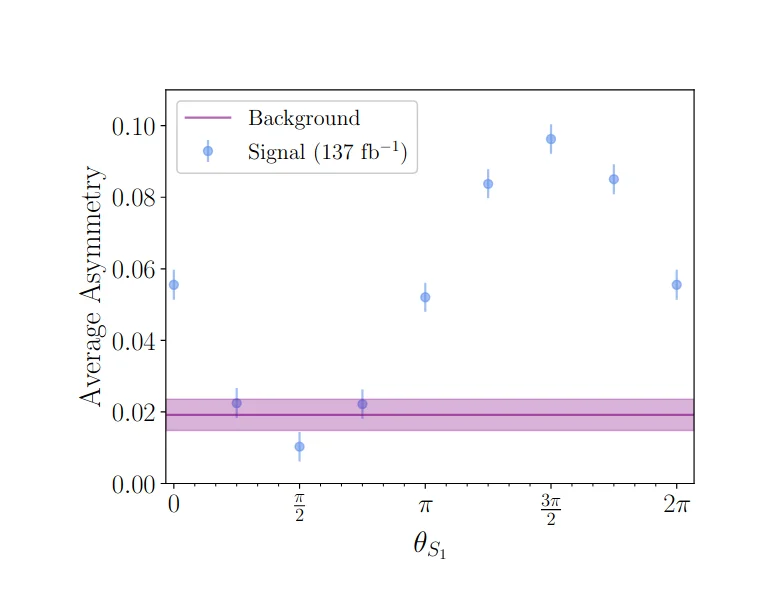 Background
Signal (137 fb⁻¹)
Average Asymmetry
0.10
0.08
0.06
0.04
0.02
0.00
0 π/2 π 3π/2 2π
θ_{S_1}